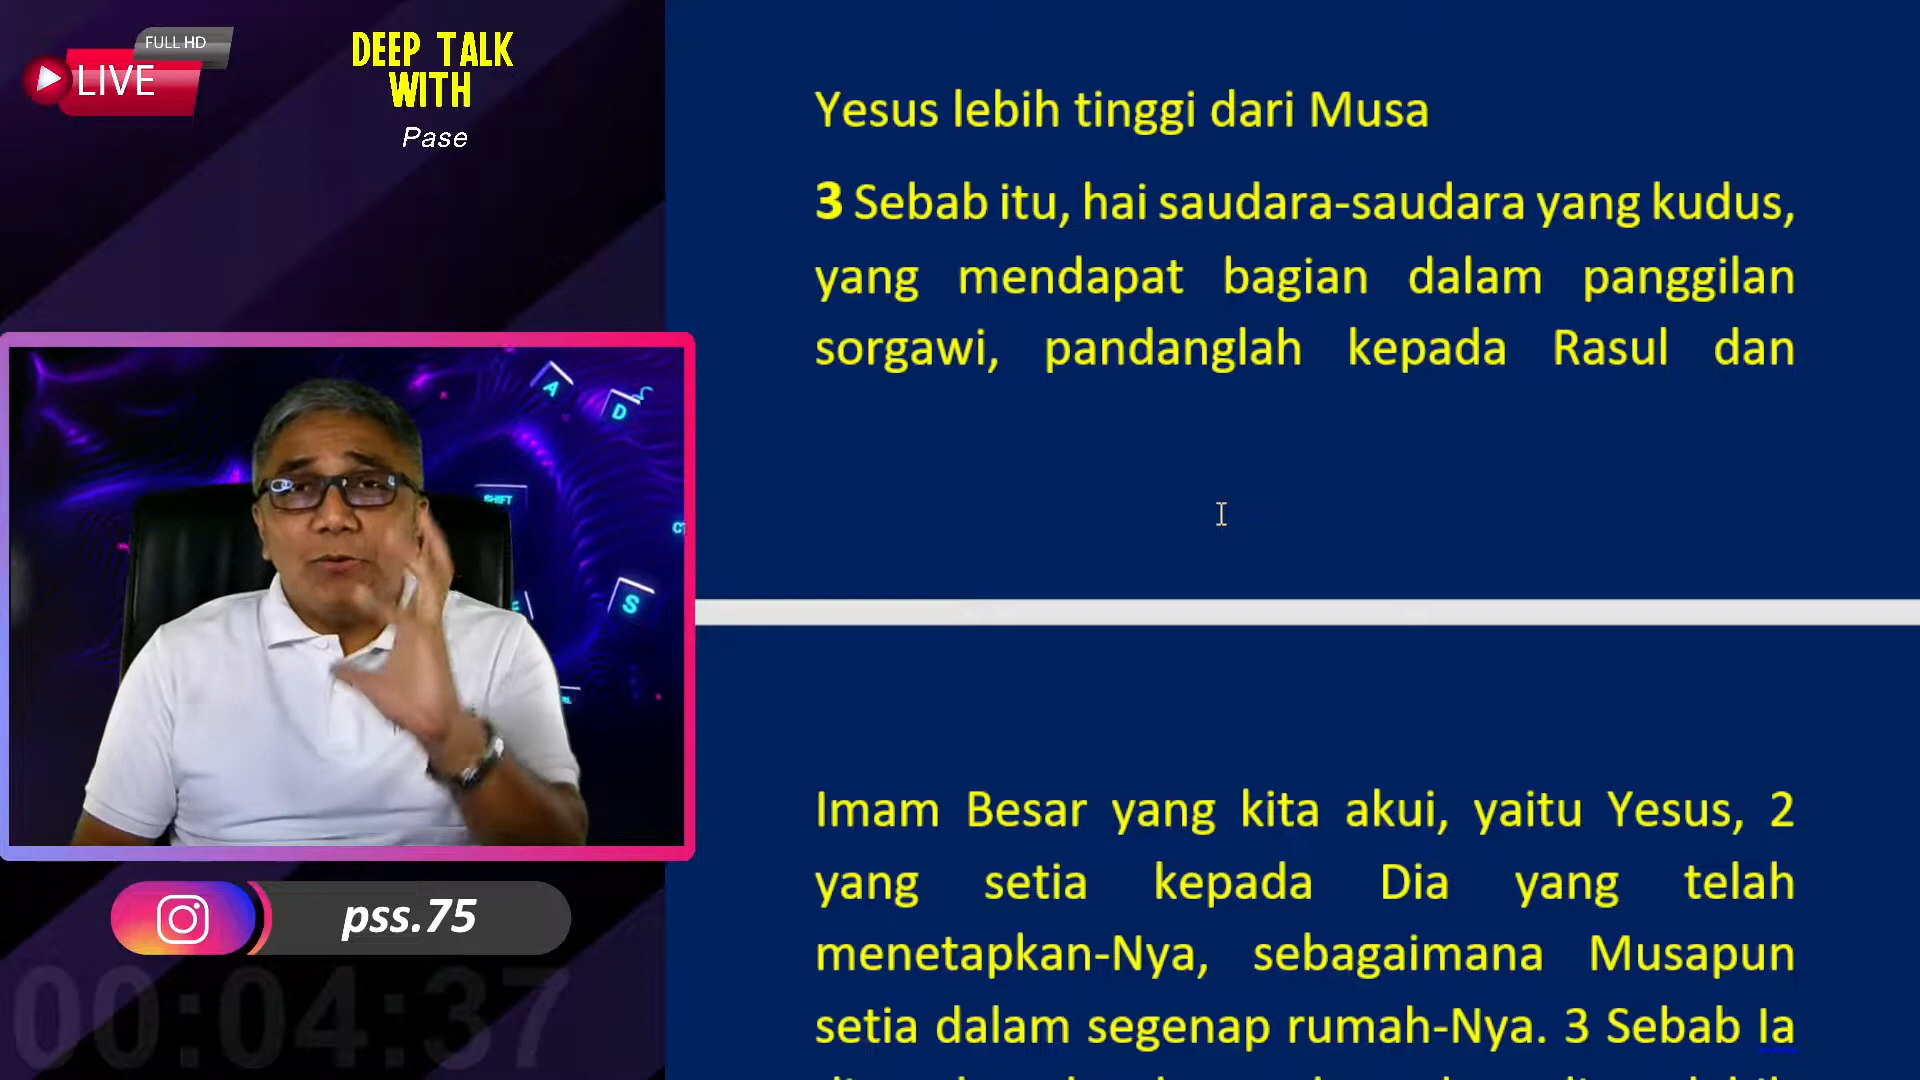 FULL HD
LIVE
DEEP TALK
WITH
Pase
Yesus lebih tinggi dari Musa
3 Sebab itu, hai saudara-saudara yang kudus,
yang mendapat bagian dalam panggilan
sorgawi, pandanglah kepada Rasul dan
A
D
SHIFT
S
Imam Besar yang kita akui, yaitu Yesus, 2
yang setia kepada Dia yang telah
menetapkan-Nya, sebagaimana Musapun
setia dalam segenap rumah-Nya. 3 Sebab Ia
pss.75
00:04:37